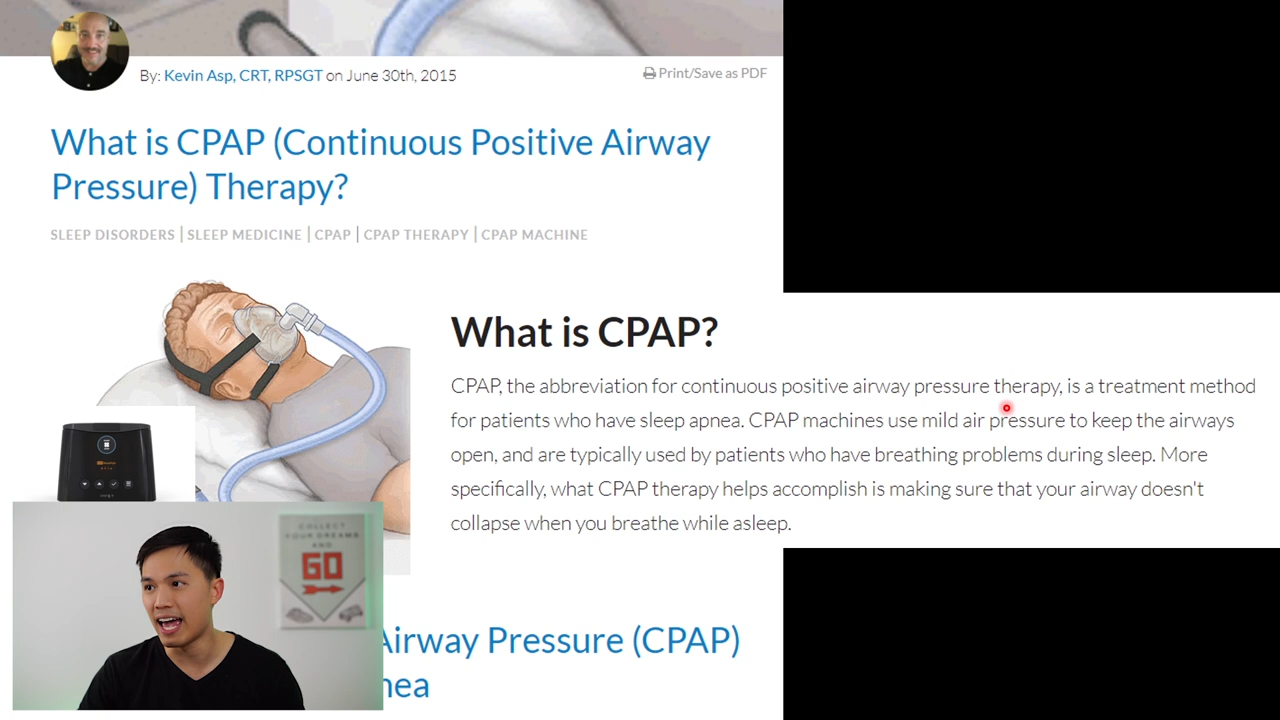 By: Kevin Asp, CRT, RPSGT on June 30th, 2015
Print/Save as PDF
What is CPAP (Continuous Positive Airway
Pressure) Therapy?
SLEEP DISORDERS | SLEEP MEDICINE | CPAP | CPAP THERAPY | CPAP MACHINE
What is CPAP?
CPAP, the abbreviation for continuous positive airway pressure therapy, is a treatment method
for patients who have sleep apnea. CPAP machines use mild air pressure to keep the airways
open, and are typically used by patients who have breathing problems during sleep. More
specifically, what CPAP therapy helps accomplish is making sure that your airway doesn't
collapse when you breathe while asleep.
COLLECT
YOUR DREAMS
AND
GO
Airway Pressure (CPAP)
nea